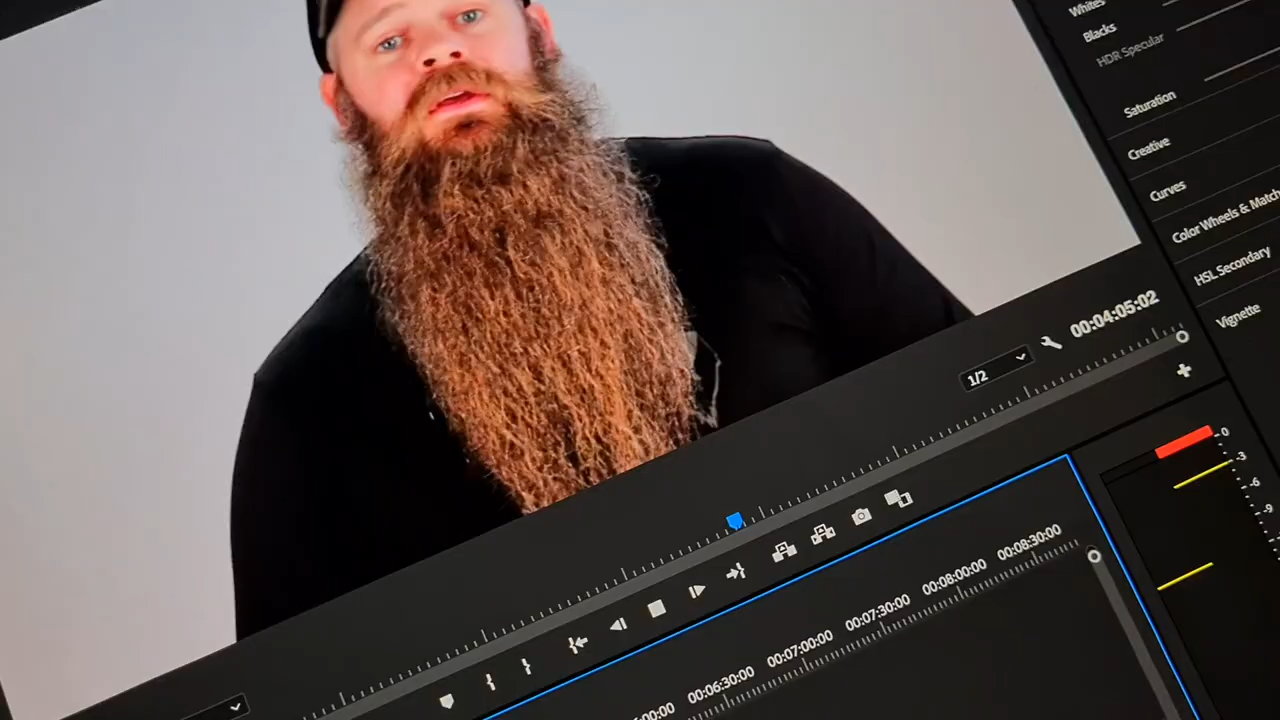 Whites
Blacks
HDR Specular
Saturation
Creative
Curves
Color Wheels & Match
HSL Secondary
Vignette
00:04:05:02
1/2
0
-3
-6
-9
00:06:30:00
00:07:00:00
00:07:30:00
00:08:00:00
00:08:30:00